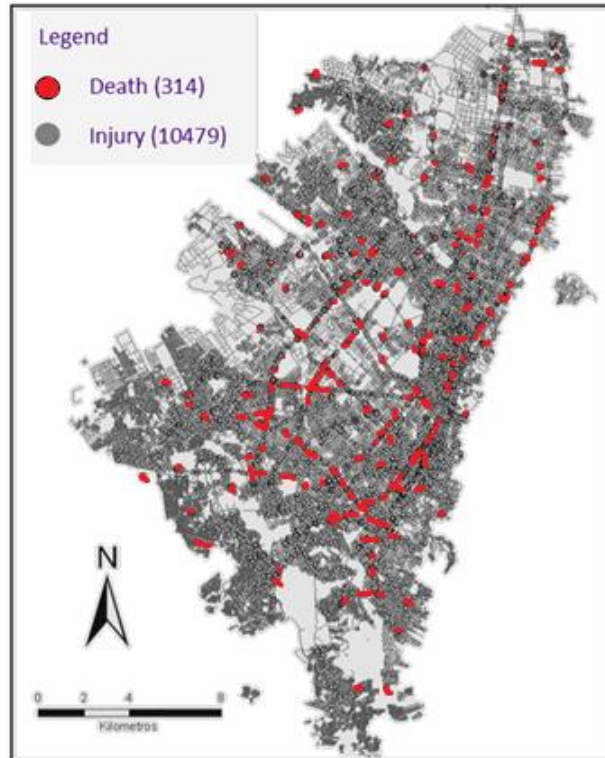 Legend
Death (314)
Injury (10479)
N
0 2 4 8
Kilometros